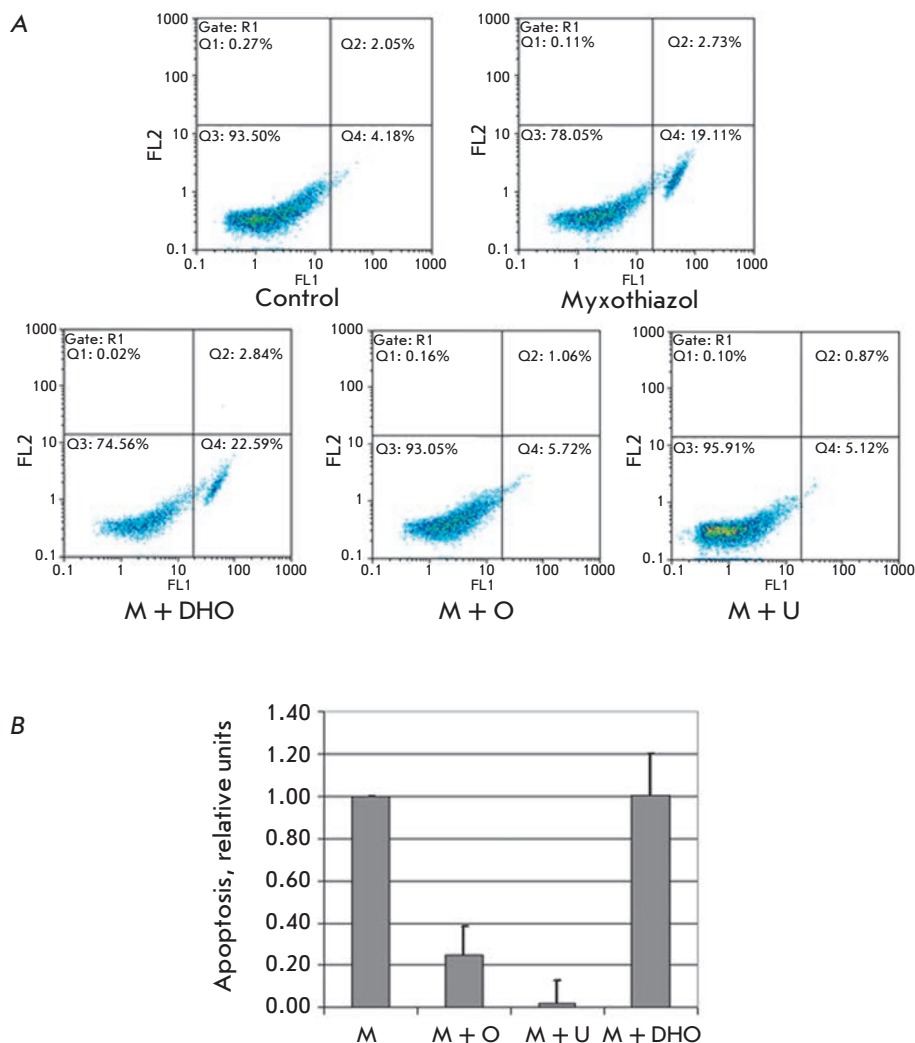 A
Gate: R1
Q1: 0.27%
Q2: 2.05%
Q3: 93.50%
Q4: 4.18%
1000
100
10
1
0.1
FL2
0.1
1
10
100
1000
FL1
Control
Gate: R1
Q1: 0.11%
Q2: 2.73%
Q3: 78.05%
Q4: 19.11%
1000
100
10
1
0.1
FL2
0.1
1
10
100
1000
FL1
Myxothiazol
Gate: R1
Q1: 0.02%
Q2: 2.84%
Q3: 74.56%
Q4: 22.59%
1000
100
10
1
0.1
FL2
0.1
1
10
100
1000
FL1
M + DHO
Gate: R1
Q1: 0.16%
Q2: 1.06%
Q3: 93.05%
Q4: 5.72%
1000
100
10
1
0.1
FL2
0.1
1
10
100
1000
FL1
M + O
Gate: R1
Q1: 0.10%
Q2: 0.87%
Q3: 95.91%
Q4: 5.12%
1000
100
10
1
0.1
FL2
0.1
1
10
100
1000
FL1
M + U
B
Apoptosis, relative units
1.40
1.20
1.00
0.80
0.60
0.40
0.20
0.00
M
M + O
M + U
M + DHO